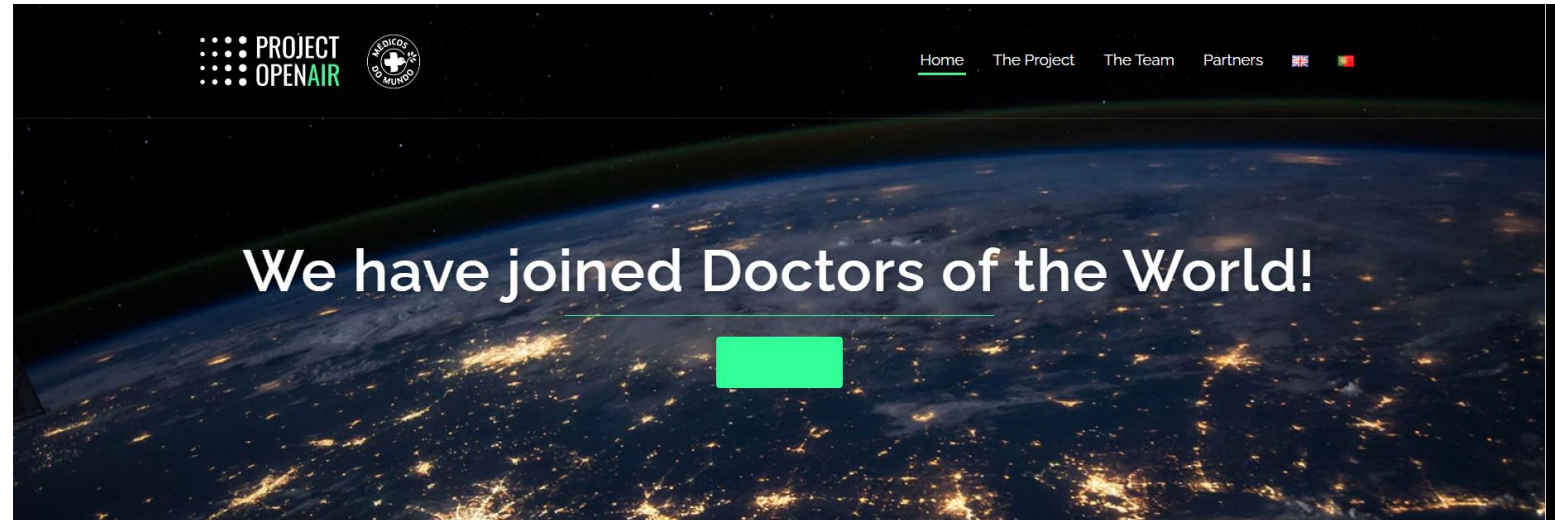 PROJECT
OPENAIR
MÉDICOS
DO MUNDO
Home The Project The Team Partners
We have joined Doctors of the World!